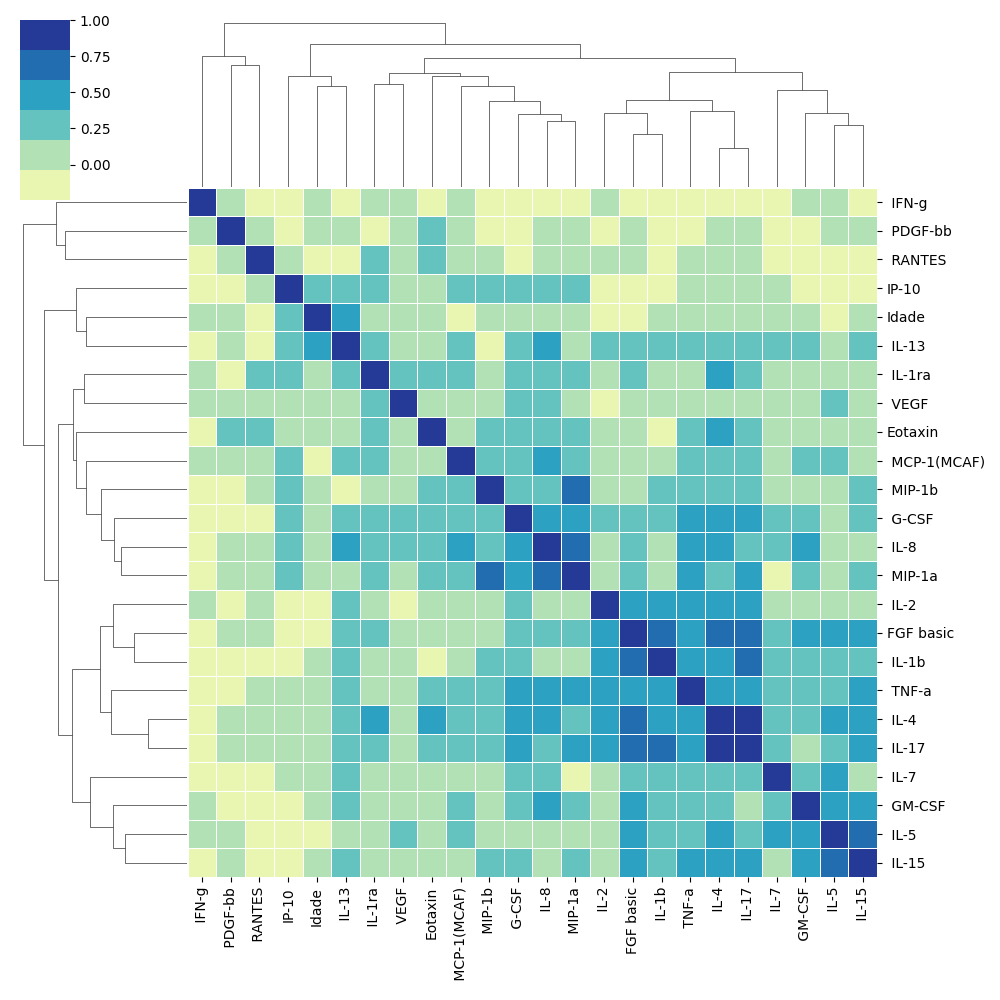 1.00
0.75
0.50
0.25
0.00
IFN-g
PDGF-bb
RANTES
IP-10
Idade
IL-13
IL-1ra
VEGF
Eotaxin
MCP-1(MCAF)
MIP-1b
G-CSF
IL-8
MIP-1a
IL-2
FGF basic
IL-1b
TNF-a
IL-4
IL-17
IL-7
GM-CSF
IL-5
IL-15
IFN-g
PDGF-bb
RANTES
IP-10
Idade
IL-13
IL-1ra
VEGF
Eotaxin
MCP-1(MCAF)
MIP-1b
G-CSF
IL-8
MIP-1a
IL-2
FGF basic
IL-1b
TNF-a
IL-4
IL-17
IL-7
GM-CSF
IL-5
IL-15